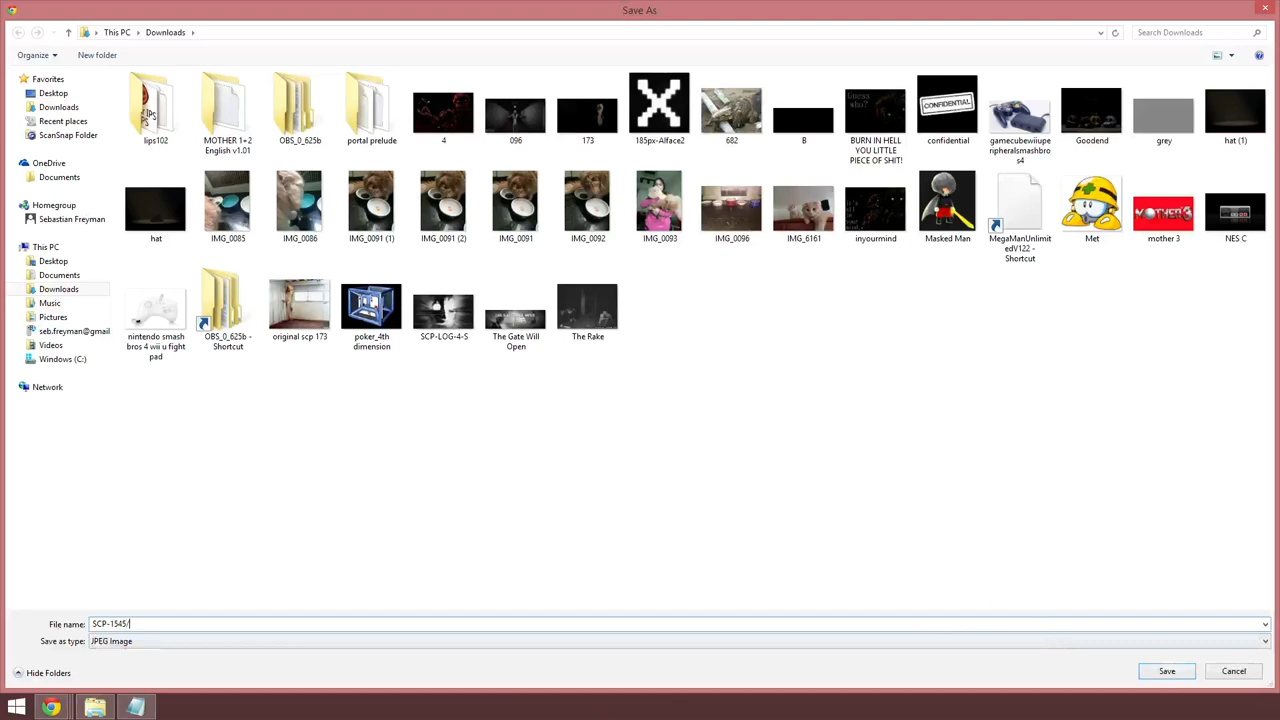 Save As
This PC
Downloads
Search Downloads
Organize
New folder
Favorites
Desktop
Downloads
Recent places
ScanSnap Folder
OneDrive
Documents
Homegroup
Sebastian Freyman
This PC
Desktop
Documents
Downloads
Music
Pictures
seb.freyman@gmail
Videos
Windows (C:)
Network
lips102
MOTHER 1+2
English v1.01
OBS_0_625b
portal prelude
4
096
173
185px-Alface2
682
B
Guess
who?
BURN IN HELL
YOU LITTLE
PIECE OF SHIT!
CONFIDENTIAL
confidential
gamecubewiiupe
ripheralsmashbro
s4
Goodend
grey
hat (1)
hat
IMG_0085
IMG_0086
IMG_0091 (1)
IMG_0091 (2)
IMG_0091
IMG_0092
IMG_0093
IMG_0096
IMG_6161
inyourmind
Masked Man
MegaManUnlimit
edV122 -
Shortcut
Met
MOTHER3
mother 3
NES C
nintendo smash
bros 4 wii u fight
pad
OBS_0_625b -
Shortcut
original scp 173
poker_4th
dimension
SCP-LOG-4-S
The Gate Will
Open
The Rake
File name:
SCP-1545/
Save as type:
JPEG Image
Hide Folders
Save
Cancel